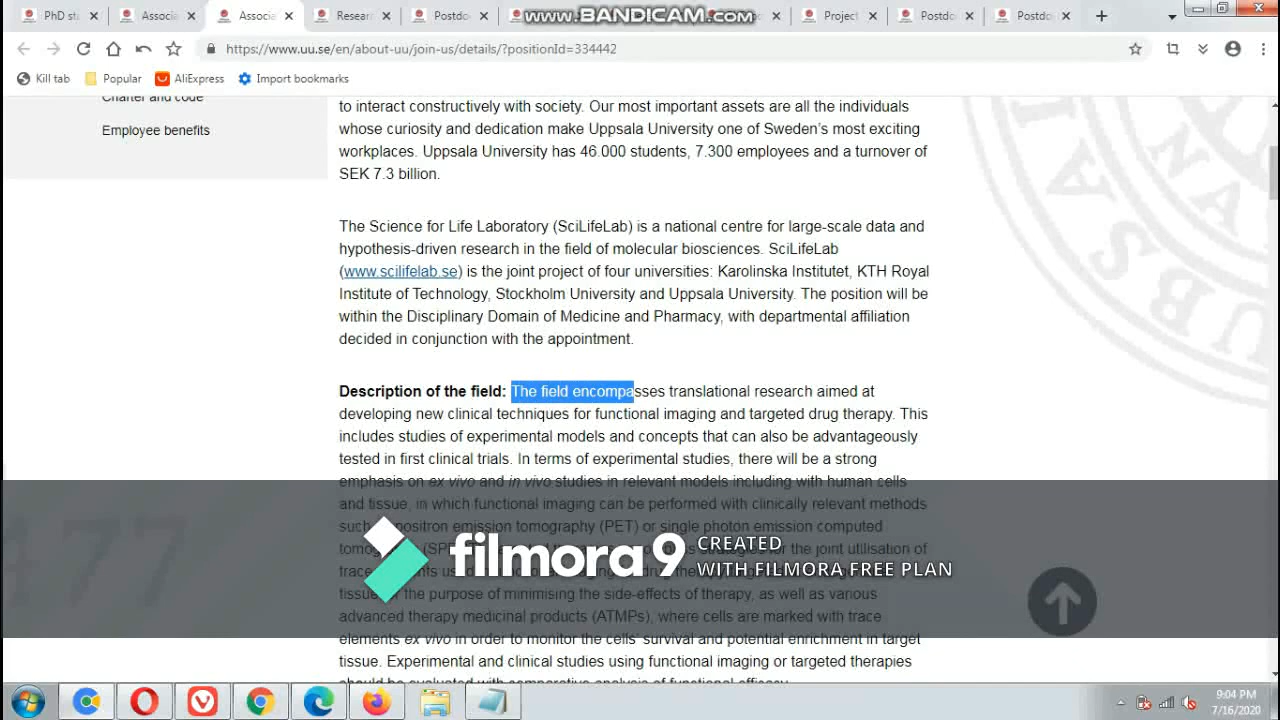 PhD stu
Associa
Associa
Resear
Postdo
www.BANDICAM.com
Project
Postdo
Postdo
https://www.uu.se/en/about-uu/join-us/details/?positionId=334442
Kill tab
Popular
AliExpress
Import bookmarks
Charter and code
Employee benefits
to interact constructively with society. Our most important assets are all the individuals
whose curiosity and dedication make Uppsala University one of Sweden's most exciting
workplaces. Uppsala University has 46.000 students, 7.300 employees and a turnover of
SEK 7.3 billion.
The Science for Life Laboratory (SciLifeLab) is a national centre for large-scale data and
hypothesis-driven research in the field of molecular biosciences. SciLifeLab
(www.scilifelab.se) is the joint project of four universities: Karolinska Institutet, KTH Royal
Institute of Technology, Stockholm University and Uppsala University. The position will be
within the Disciplinary Domain of Medicine and Pharmacy, with departmental affiliation
decided in conjunction with the appointment.
Description of the field: The field encompasses translational research aimed at
developing new clinical techniques for functional imaging and targeted drug therapy. This
includes studies of experimental models and concepts that can also be advantageously
tested in first clinical trials. In terms of experimental studies, there will be a strong
emphasis on ex vivo and in vivo studies in relevant models including with human cells
and tissue, in which functional imaging can be performed with clinically relevant methods
positron emission tomography (PET) or single photon emission computed
for the joint utilisation of
filmora9
CREATED
WITH FILMORA FREE PLAN
the purpose of minimising the side-effects of therapy, as well as various
advanced therapy medicinal products (ATMPs), where cells are marked with trace
elements ex vivo in order to monitor the cells' survival and potential enrichment in target
tissue. Experimental and clinical studies using functional imaging or targeted therapies
should be evaluated with comparative analysis of functional efficacy.
9:04 PM
7/16/2020